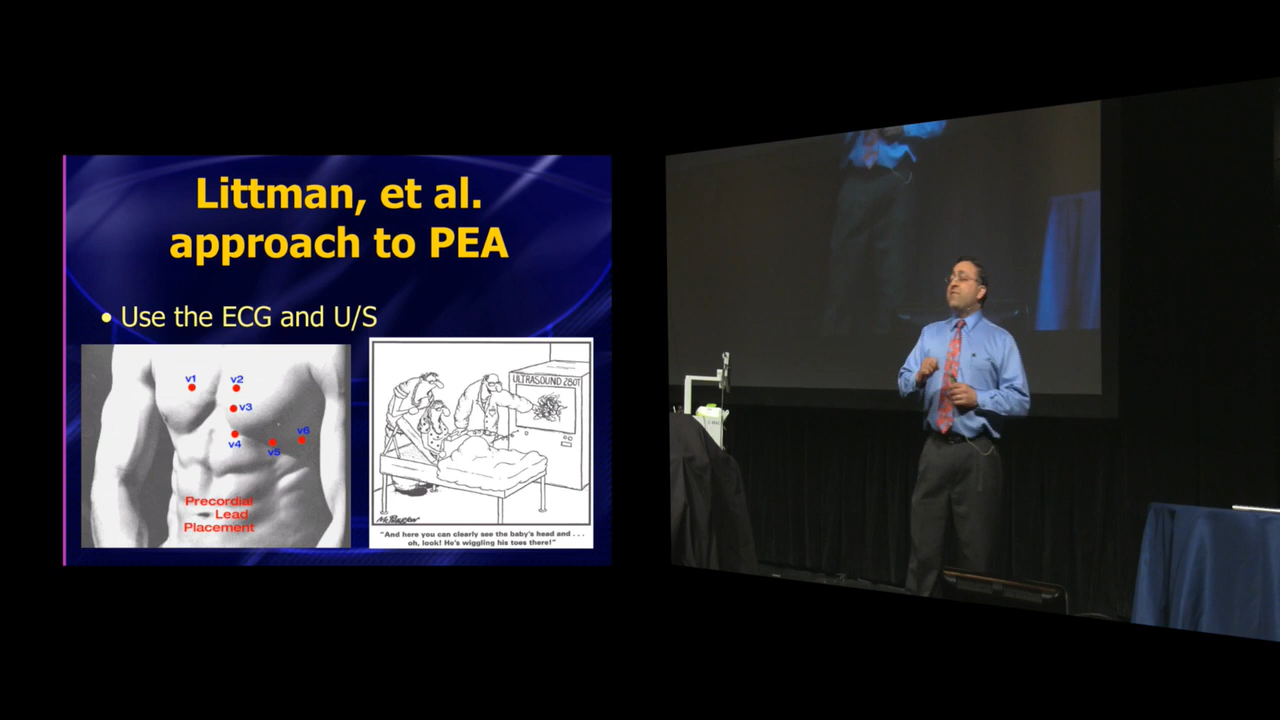 Littman, et al.
approach to PEA
• Use the ECG and U/S
v1
v2
v3
v4
v5
v6
Precordial
Lead
Placement
ULTRASOUND 2801
"And here you can clearly see the baby's head and . . .
oh, look! He's wiggling his toes there!"